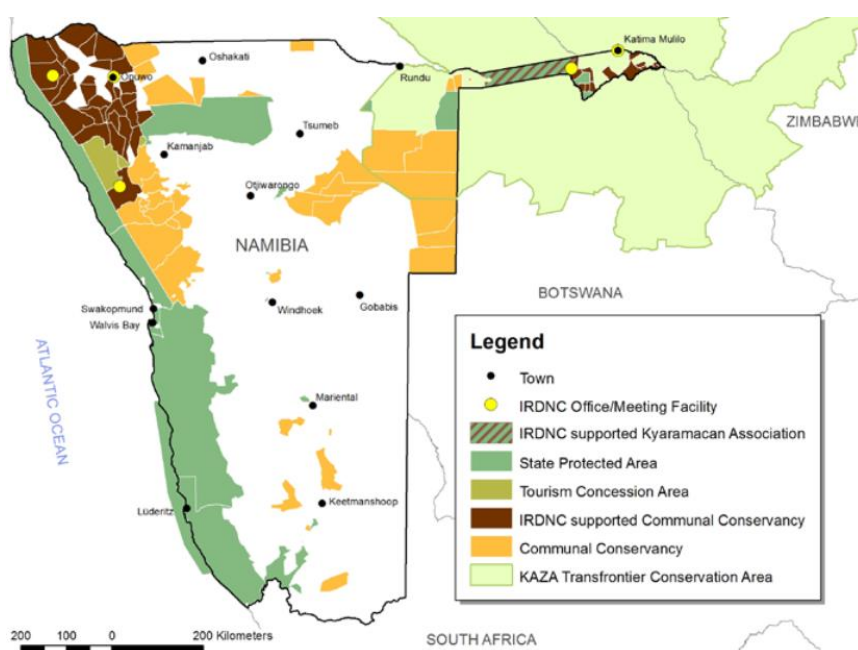 Katima Mulilo
Oshakati
Opuwo
Rundu
ZIMBABW
Tsumeb
Kamanjab
Otjiwarongo
NAMIBIA
BOTSWANA
Swakopmund
Windhoek
Gobabis
Walvis Bay
ATLANTIC OCEAN
Mariental
Lüderitz
Keetmanshoop
Legend
Town
IRDNC Office/Meeting Facility
IRDNC supported Kyaramacan Association
State Protected Area
Tourism Concession Area
IRDNC supported Communal Conservancy
Communal Conservancy
KAZA Transfrontier Conservation Area
200 100 0 200 Kilometers
SOUTH AFRICA